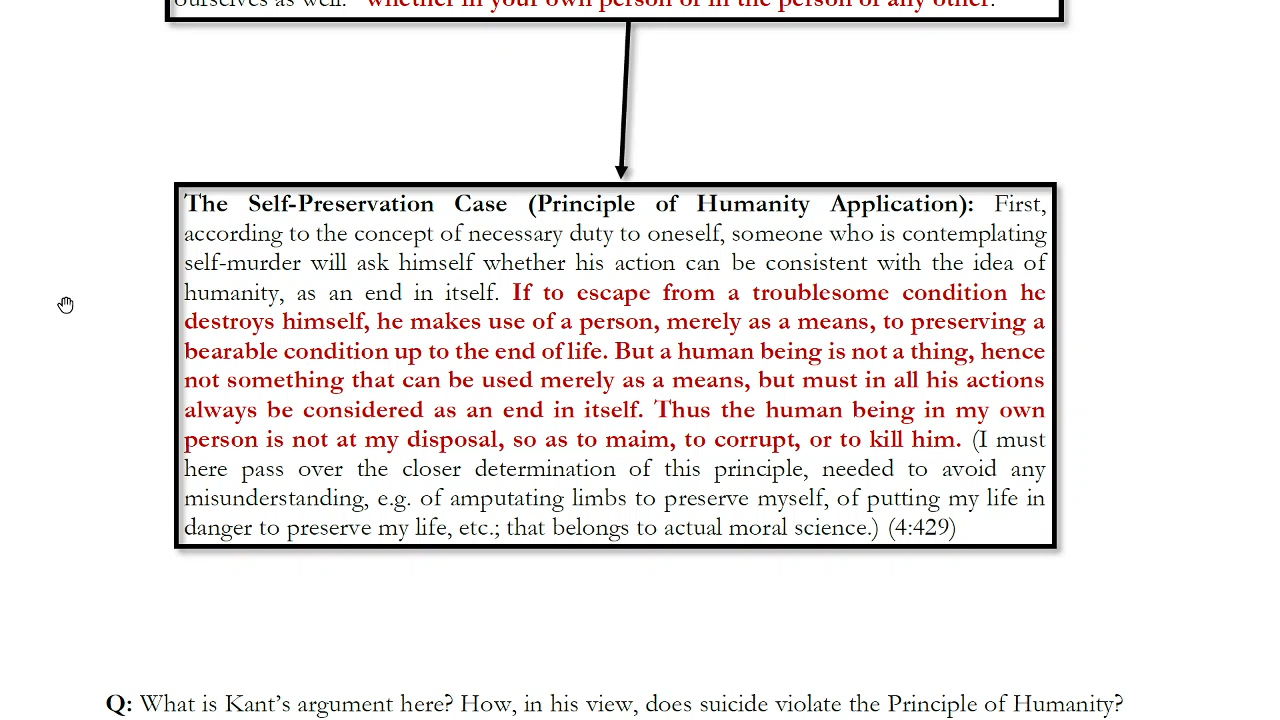 ourselves as well: "whether in your own person or in the person of any other.
The Self-Preservation Case (Principle of Humanity Application): First,
according to the concept of necessary duty to oneself, someone who is contemplating
self-murder will ask himself whether his action can be consistent with the idea of
humanity, as an end in itself. If to escape from a troublesome condition he
destroys himself, he makes use of a person, merely as a means, to preserving a
bearable condition up to the end of life. But a human being is not a thing, hence
not something that can be used merely as a means, but must in all his actions
always be considered as an end in itself. Thus the human being in my own
person is not at my disposal, so as to maim, to corrupt, or to kill him. (I must
here pass over the closer determination of this principle, needed to avoid any
misunderstanding, e.g. of amputating limbs to preserve myself, of putting my life in
danger to preserve my life, etc.; that belongs to actual moral science.) (4:429)
Q: What is Kant's argument here? How, in his view, does suicide violate the Principle of Humanity?